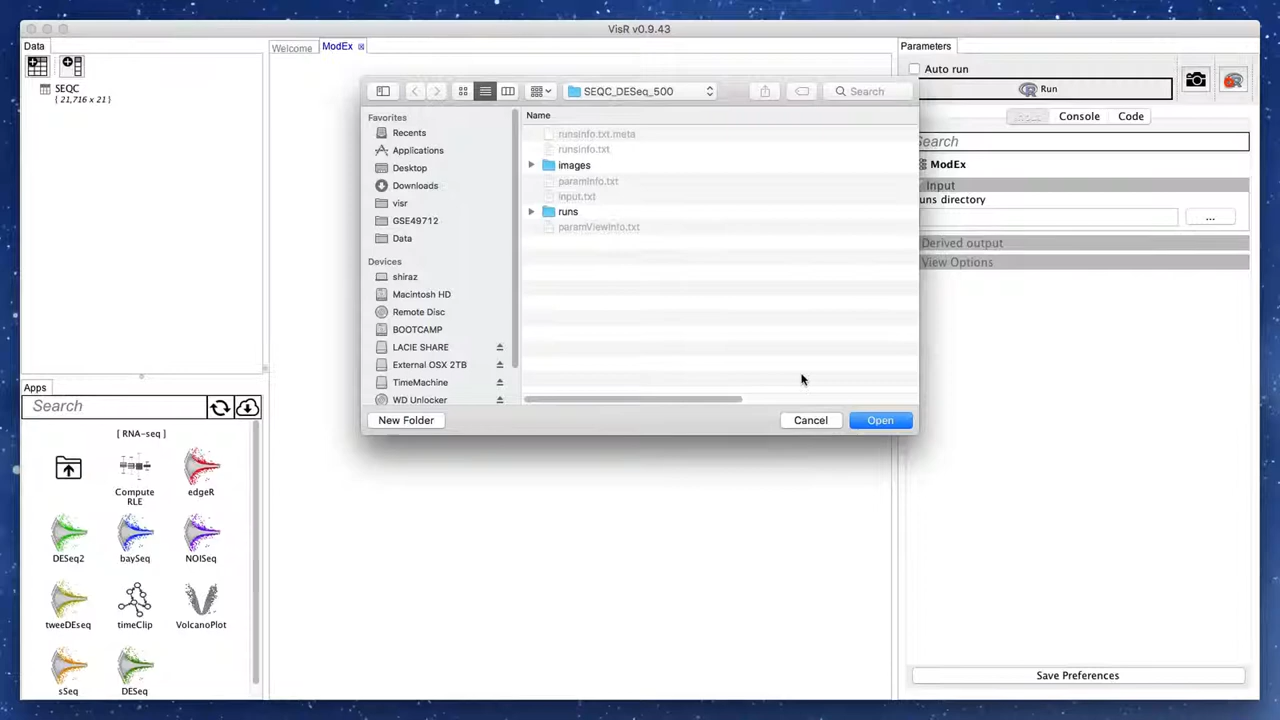 VisR v0.9.43
Data
SEQC
{ 21,716 x 21 }
Welcome
ModEx
SEQC_DESeq_500
Search
Favorites
Recents
Applications
Desktop
Downloads
visr
GSE49712
Data
Devices
shiraz
Macintosh HD
Remote Disc
BOOTCAMP
LACIE SHARE
External OSX 2TB
TimeMachine
WD Unlocker
Name
runsInfo.txt.meta
runsinfo.txt
images
paramInfo.txt
input.txt
runs
paramViewInfo.txt
New Folder
Cancel
Open
Parameters
Auto run
Run
Input
Console
Code
Search
ModEx
Input
uns directory
...
Derived output
View Options
Save Preferences
Apps
Search
[ RNA-seq ]
Compute
RLE
edgeR
DESeq2
baySeq
NOISeq
tweeDEseq
timeClip
VolcanoPlot
sSeq
DESeq